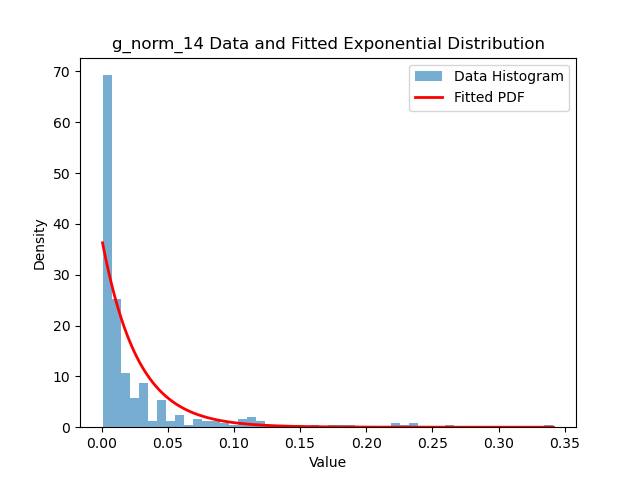 g_norm_14 Data and Fitted Exponential Distribution
Data Histogram
Fitted PDF
70
60
50
40
30
20
10
0
Density
0.00 0.05 0.10 0.15 0.20 0.25 0.30 0.35
Value